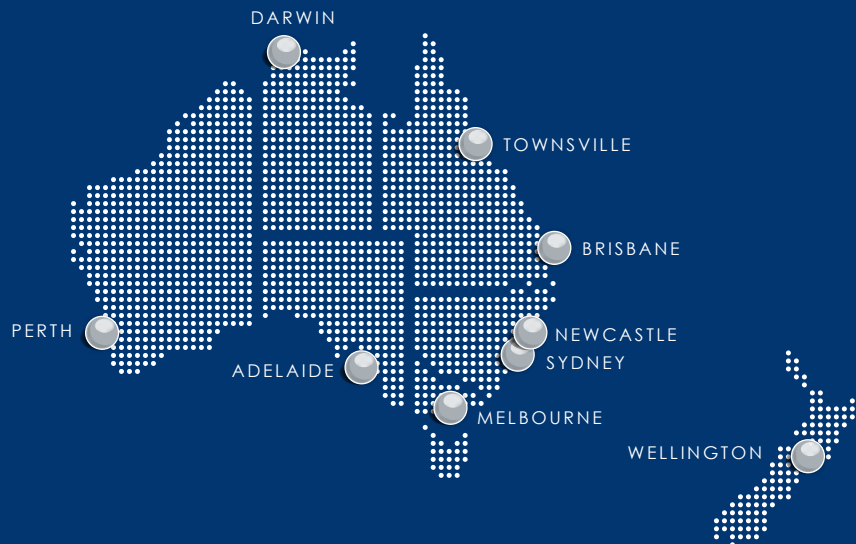 DARWIN
TOWNSVILLE
BRISBANE
PERTH
NEWCASTLE
SYDNEY
ADELAIDE
MELBOURNE
WELLINGTON